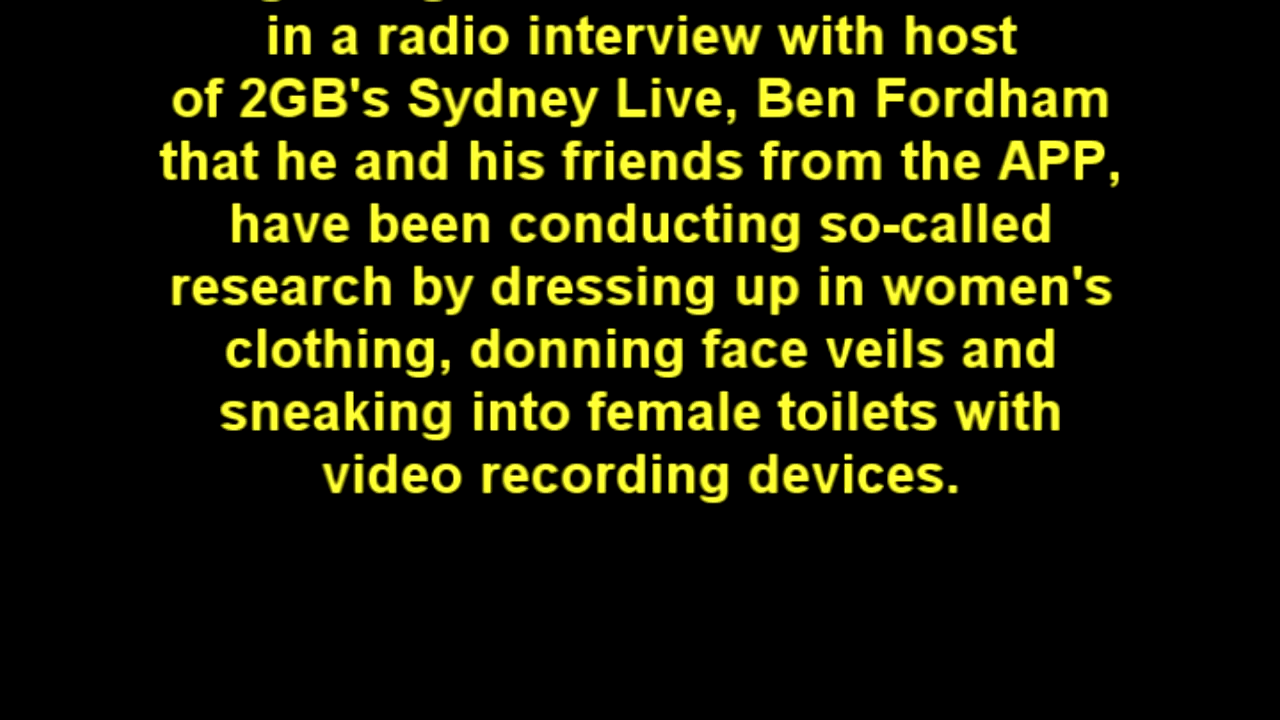 in a radio interview with host
of 2GB's Sydney Live, Ben Fordham
that he and his friends from the APP,
have been conducting so-called
research by dressing up in women's
clothing, donning face veils and
sneaking into female toilets with
video recording devices.